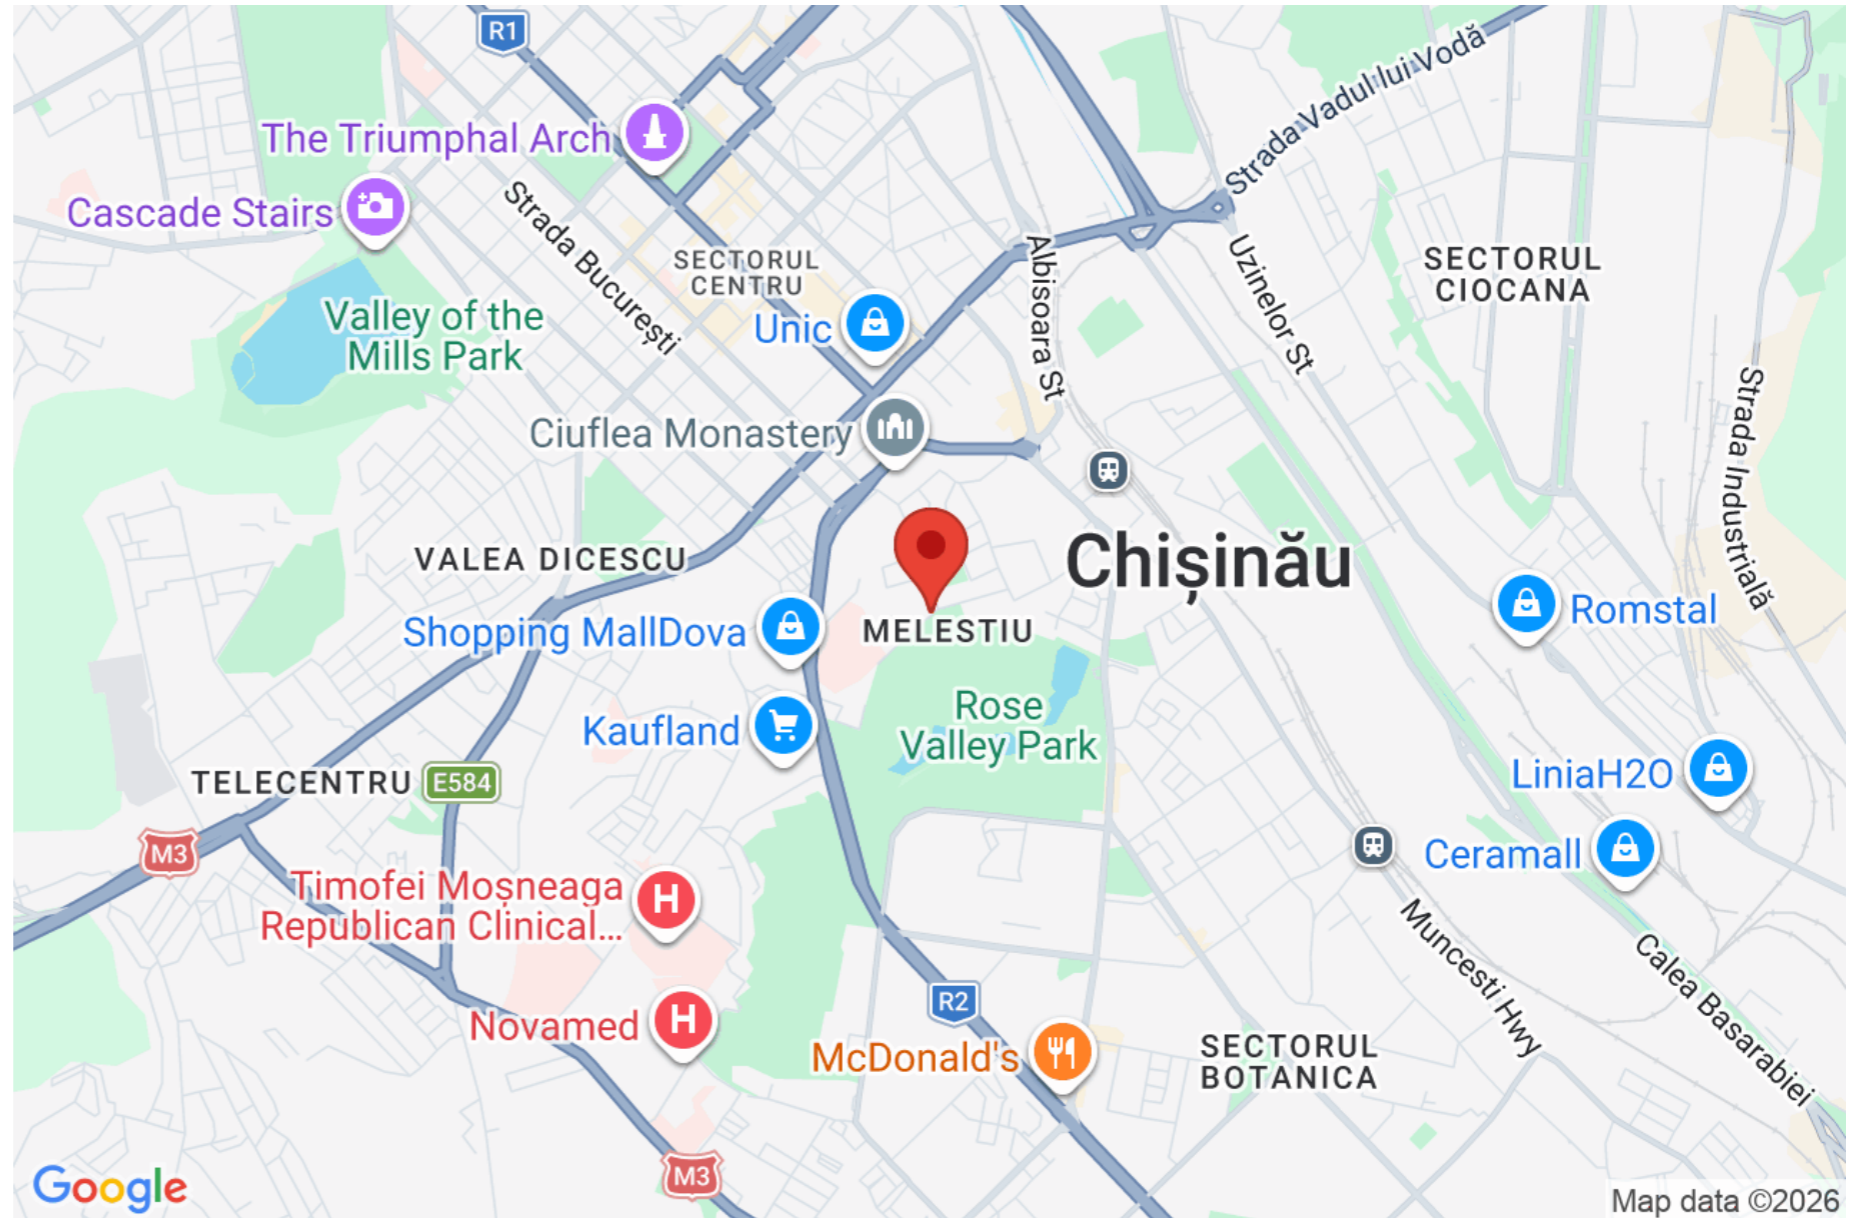 R1
Strada Vadul lui Vodă
The Triumphal Arch
Cascade Stairs
Strada București
SECTORUL
CENTRU
Albisoara St
Uzinelor St
SECTORUL
CIOCANA
Valley of the
Mills Park
Unic
Strada Industrială
Ciuflea Monastery
Chișinău
VALEA DICESCU
Romstal
Shopping MallDova
MELESTIU
Kaufland
Rose
Valley Park
TELECENTRU
E584
LiniaH2O
M3
Ceramall
Timofei Moșneaga
Republican Clinical...
Muncesti Hwy
Calea Basarabiei
R2
H
Novamed
H
McDonald's
SECTORUL
BOTANICA
M3
Google
Map data ©2026